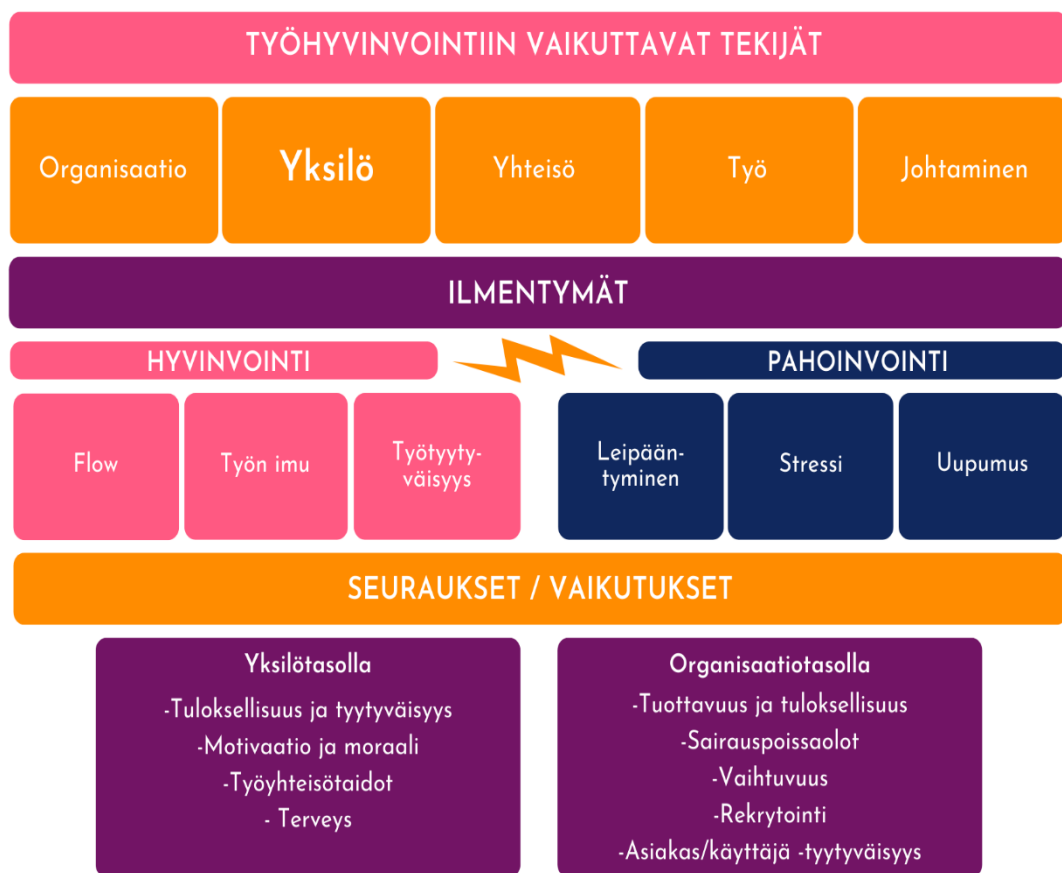 TYÖHYVINVOINTIIN VAIKUTTAVAT TEKIJÄT
Organisaatio
Yksilö
Yhteisö
Työ
Johtaminen
ILMENTYMÄT
HYVINVOINTI
PAHOINVOINTI
Flow
Työn imu
Työtyyty-
väisyys
Leipään-
tyminen
Stressi
Uupumus
SEURAUKSET / VAIKUTUKSET
Yksilötasolla
-Tuloksellisuus ja tyytyväisyys
-Motivaatio ja moraali
-Työyhteisötaidot
- Terveys
Organisaatiotasolla
-Tuottavuus ja tuloksellisuus
-Sairauspoissaolot
-Vaihtuvuus
-Rekrytointi
-Asiakas/käyttäjä -tyytyväisyys